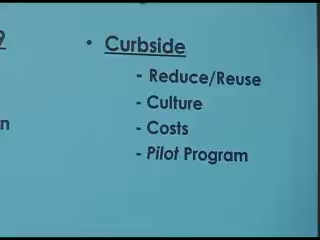 • Curbside
- Reduce/Reuse
- Culture
- Costs
- Pilot Program